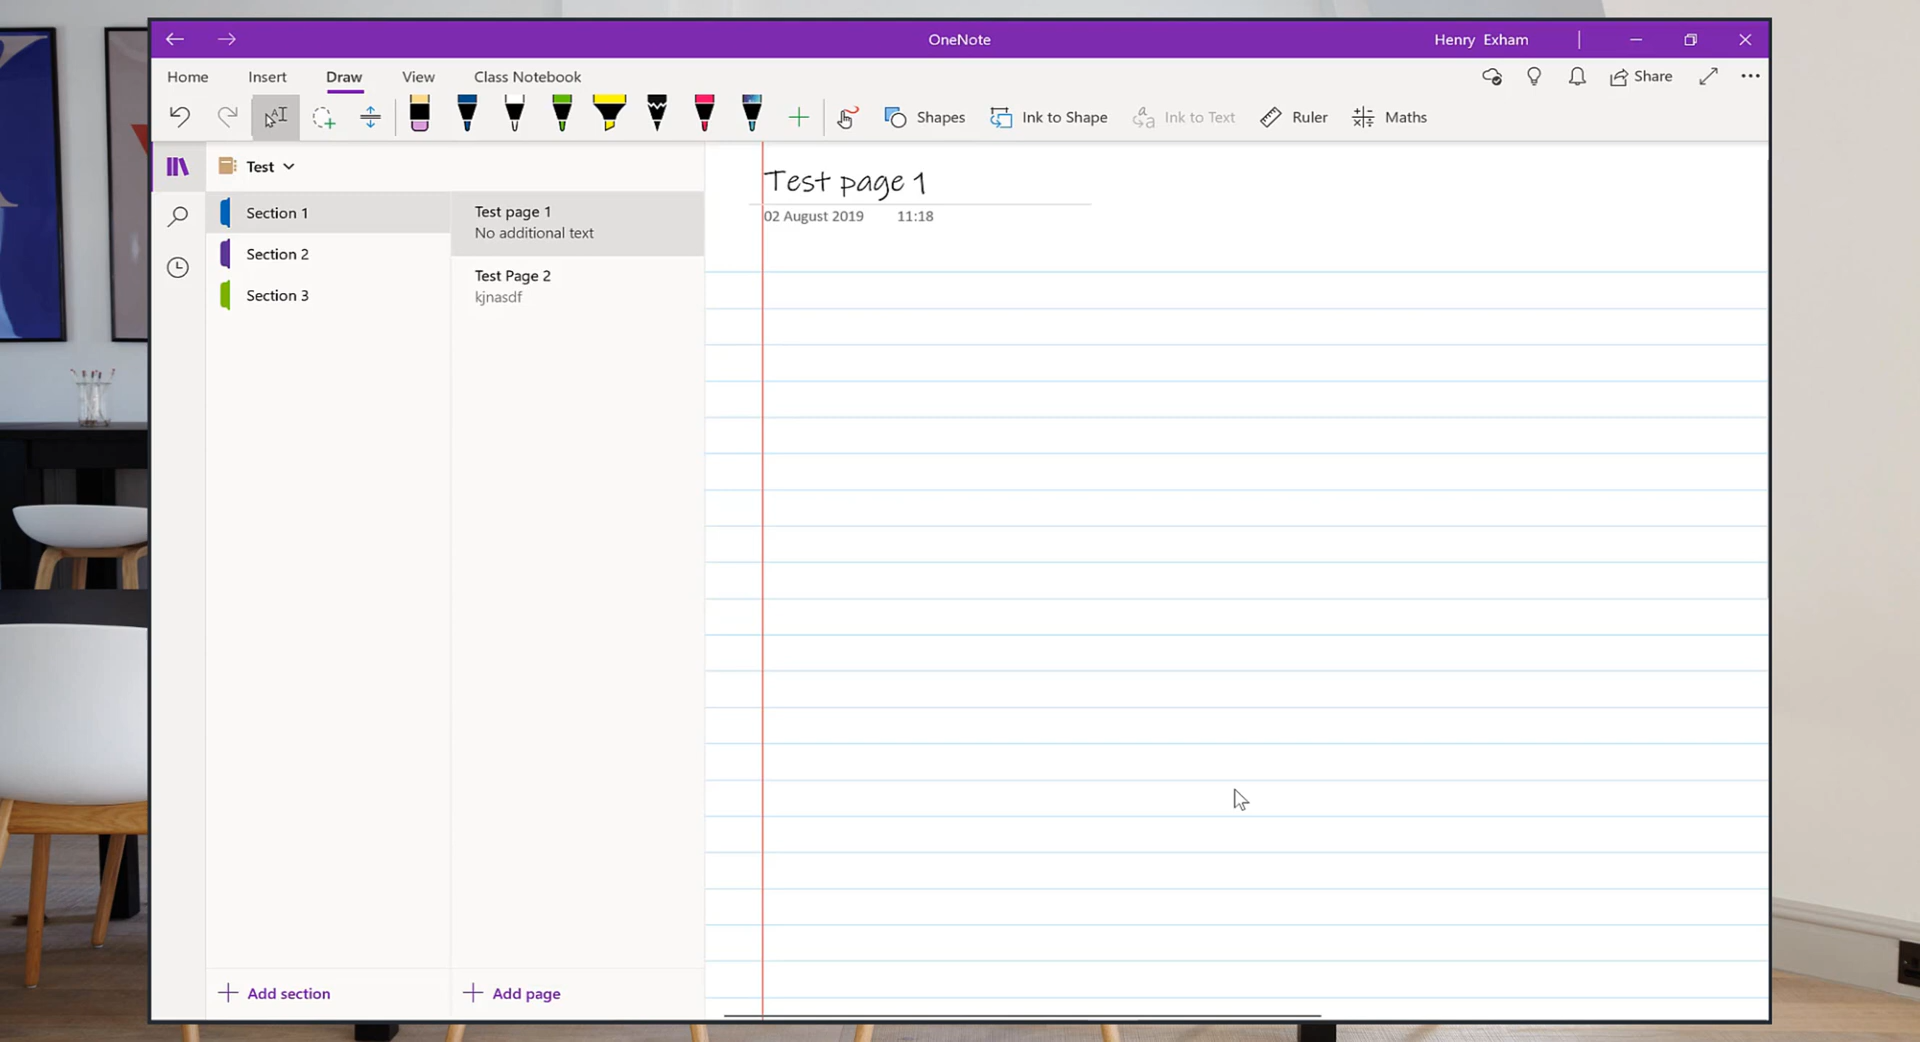 OneNote
Henry Exham
Home Insert Draw View Class Notebook
Share
Shapes Ink to Shape Ink to Text Ruler Maths
Test
Section 1
Section 2
Section 3
Add section
Test page 1
No additional text
Test Page 2
kjnasdf
Add page
Test page 1
02 August 2019 11:18